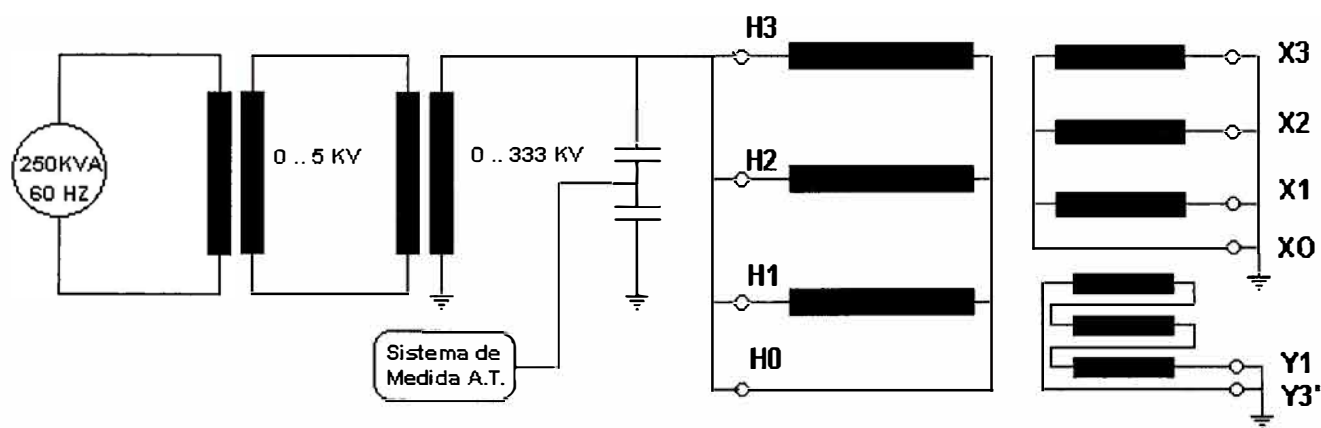 250KVA
60 HZ
0 .. 5 KV
0 .. 333 KV
Sistema de
Medida A.T.
H3
H2
H1
H0
X3
X2
X1
X0
Y1
Y3'